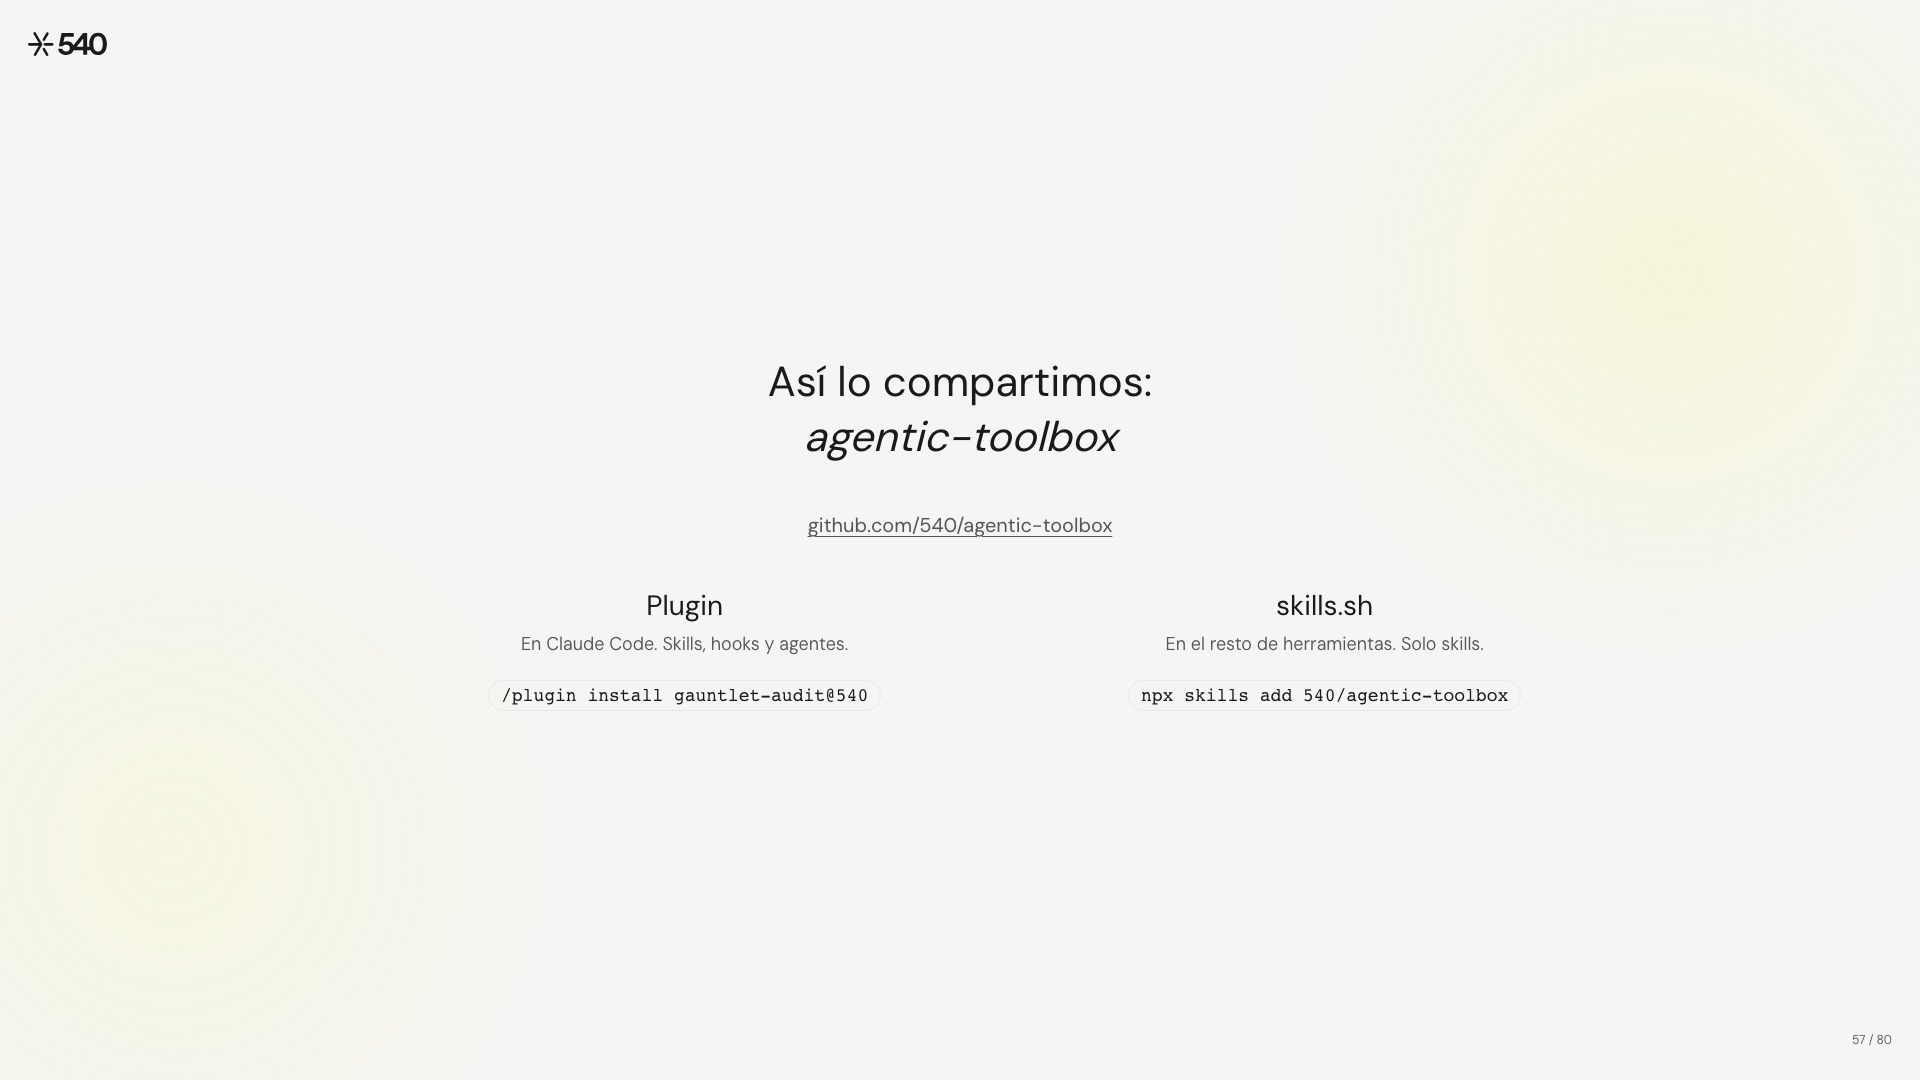 540
Así lo compartimos:
agentic-toolbox
github.com/540/agentic-toolbox
Plugin
En Claude Code. Skills, hooks y agentes.
/plugin install gauntlet-audit@540
skills.sh
En el resto de herramientas. Solo skills.
npx skills add 540/agentic-toolbox
57 / 80